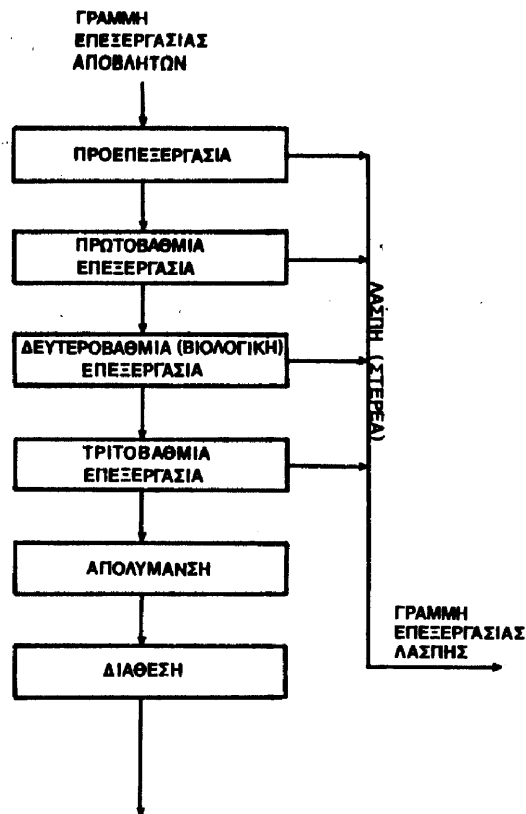 ΓΡΑΜΜΗ
ΕΠΕΞΕΡΓΑΣΙΑΣ
ΑΠΟΒΛΗΤΩΝ
ΠΡΟΕΠΕΞΕΡΓΑΣΙΑ
ΠΡΩΤΟΒΑΘΜΙΑ
ΕΠΕΞΕΡΓΑΣΙΑ
ΔΕΥΤΕΡΟΒΑΘΜΙΑ (ΒΙΟΛΟΓΙΚΗ)
ΕΠΕΞΕΡΓΑΣΙΑ
ΤΡΙΤΟΒΑΘΜΙΑ
ΕΠΕΞΕΡΓΑΣΙΑ
ΑΠΟΛΥΜΑΝΣΗ
ΔΙΑΘΕΣΗ
ΛΑΣΠΗ (ΣΤΕΡΕΑ)
ΓΡΑΜΜΗ
ΕΠΕΞΕΡΓΑΣΙΑΣ
ΛΑΣΠΗΣ